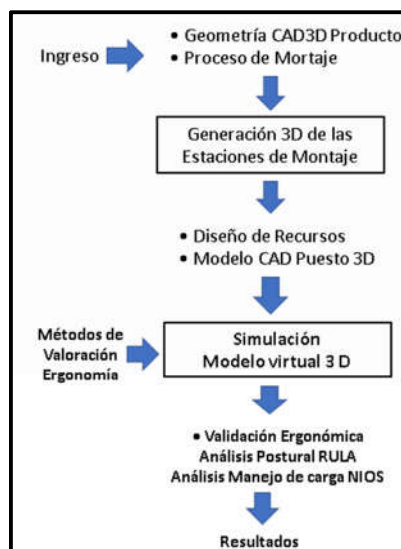 • Geometría CAD3D Producto
Ingreso
• Proceso de Mortaje
Generación 3D de las
Estaciones de Montaje
• Diseño de Recursos
• Modelo CAD Puesto 3D
Métodos de
Valoración
Ergonomía
Simulación
Modelo virtual 3 D
• Validación Ergonómica
Análisis Postural RULA
Análisis Manejo de carga NIOS
Resultados